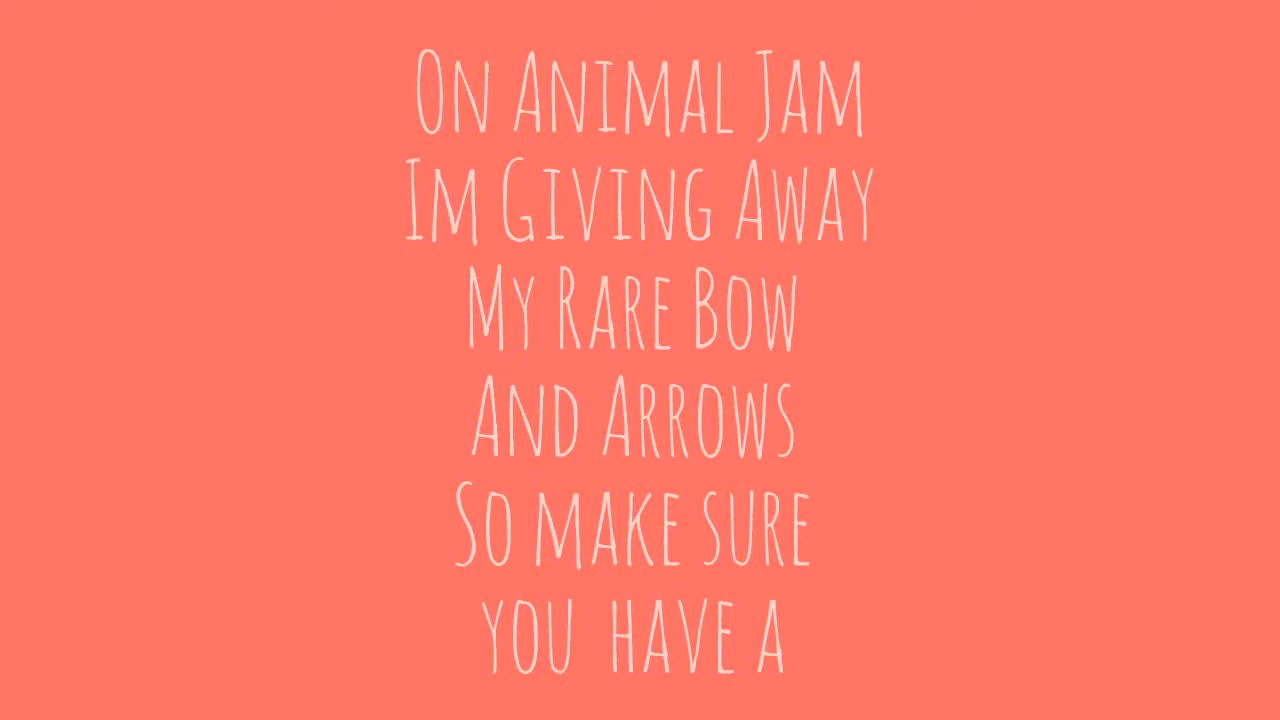 On Animal Jam
Im Giving Away
My Rare Bow
And Arrows
So make sure
you have a